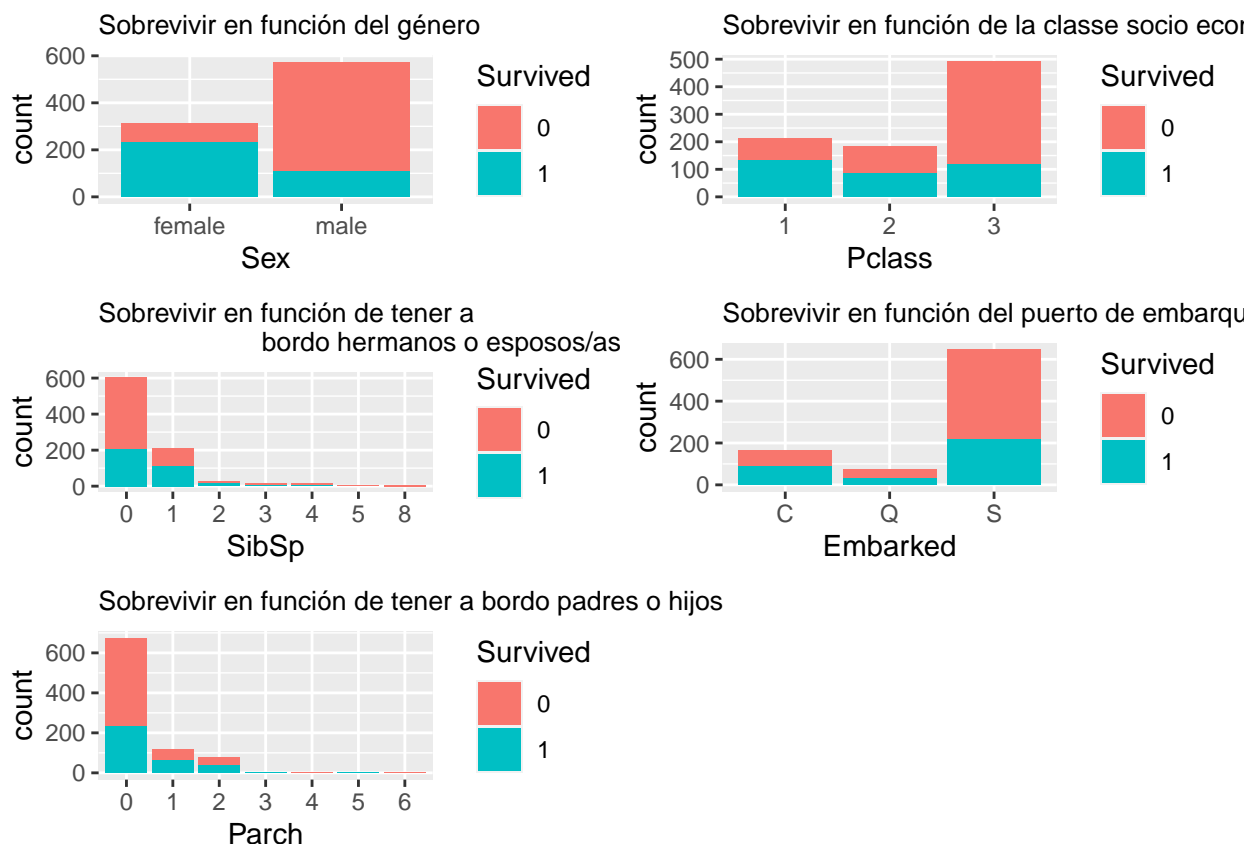 Sobrevivir en función del género
600
400
200
0
count
female
male
Sex
Survived
0
1
Sobrevivir en función de la classe socio
500
400
300
200
100
0
count
1
2
3
Pclass
Survived
0
1
Sobrevivir en función de tener a
bordo hermanos o esposos/as
600
400
200
0
count
0
1
2
3
4
5
8
SibSp
Survived
0
1
Sobrevivir en función del puerto de
600
400
200
0
count
C
Q
S
Embarked
Survived
0
1
Sobrevivir en función de tener a bordo padres o hijos
600
400
200
0
count
0
1
2
3
4
5
6
Parch
Survived
0
1